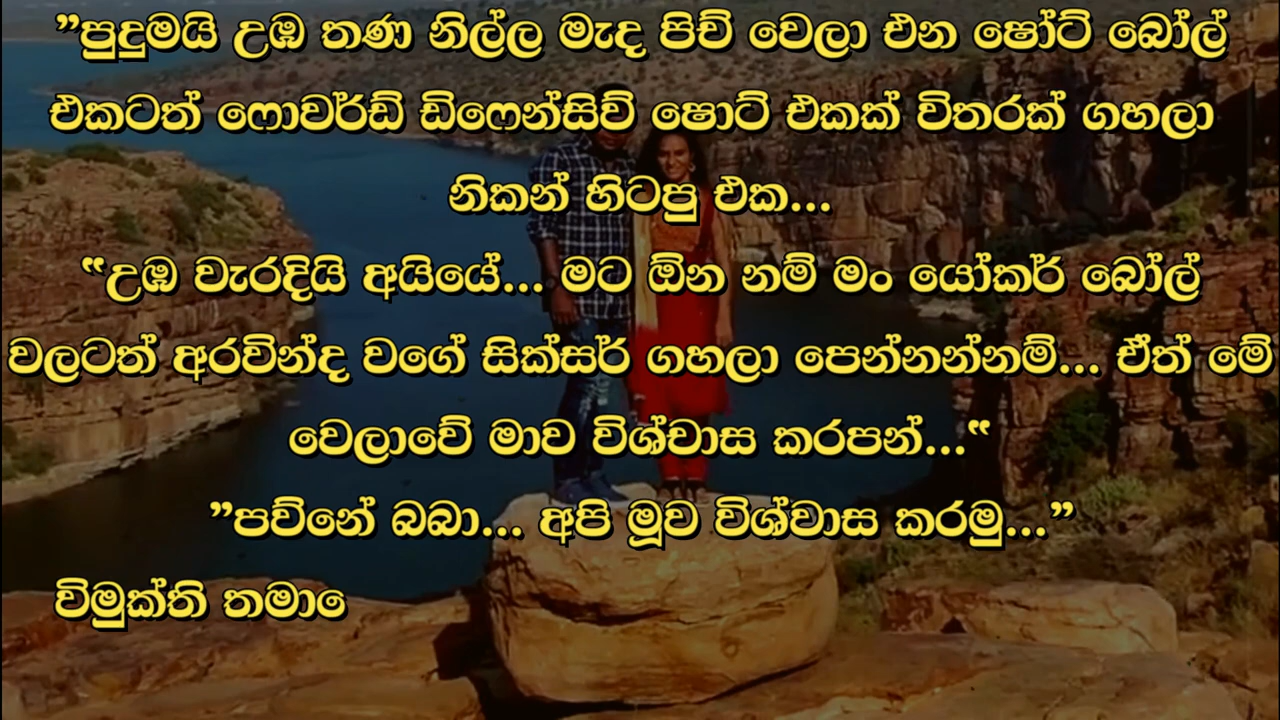 ”පුදුමයි උඹ තණ නිල්ල මැද පිච් වෙලා එන ෂෝට් බෝල්
එකටත් ෆොවර්ඩ් ඩිෆෙන්සිව් ෂොට් එකක් විතරක් ගහලා
නිකන් හිටපු එක...
“උඹ වැරදියි අයියේ... මට ඕන නම් මං යෝකර් බෝල්
වලටත් අරවින්ද වගේ සික්සර් ගහලා පෙන්නන්නම්... ඒත් මේ
වෙලාවේ මාව විශ්වාස කරපන්...“
”පව්නේ බබා... අපි මූව විශ්වාස කරමු...”
විමුක්ති තමාෙ